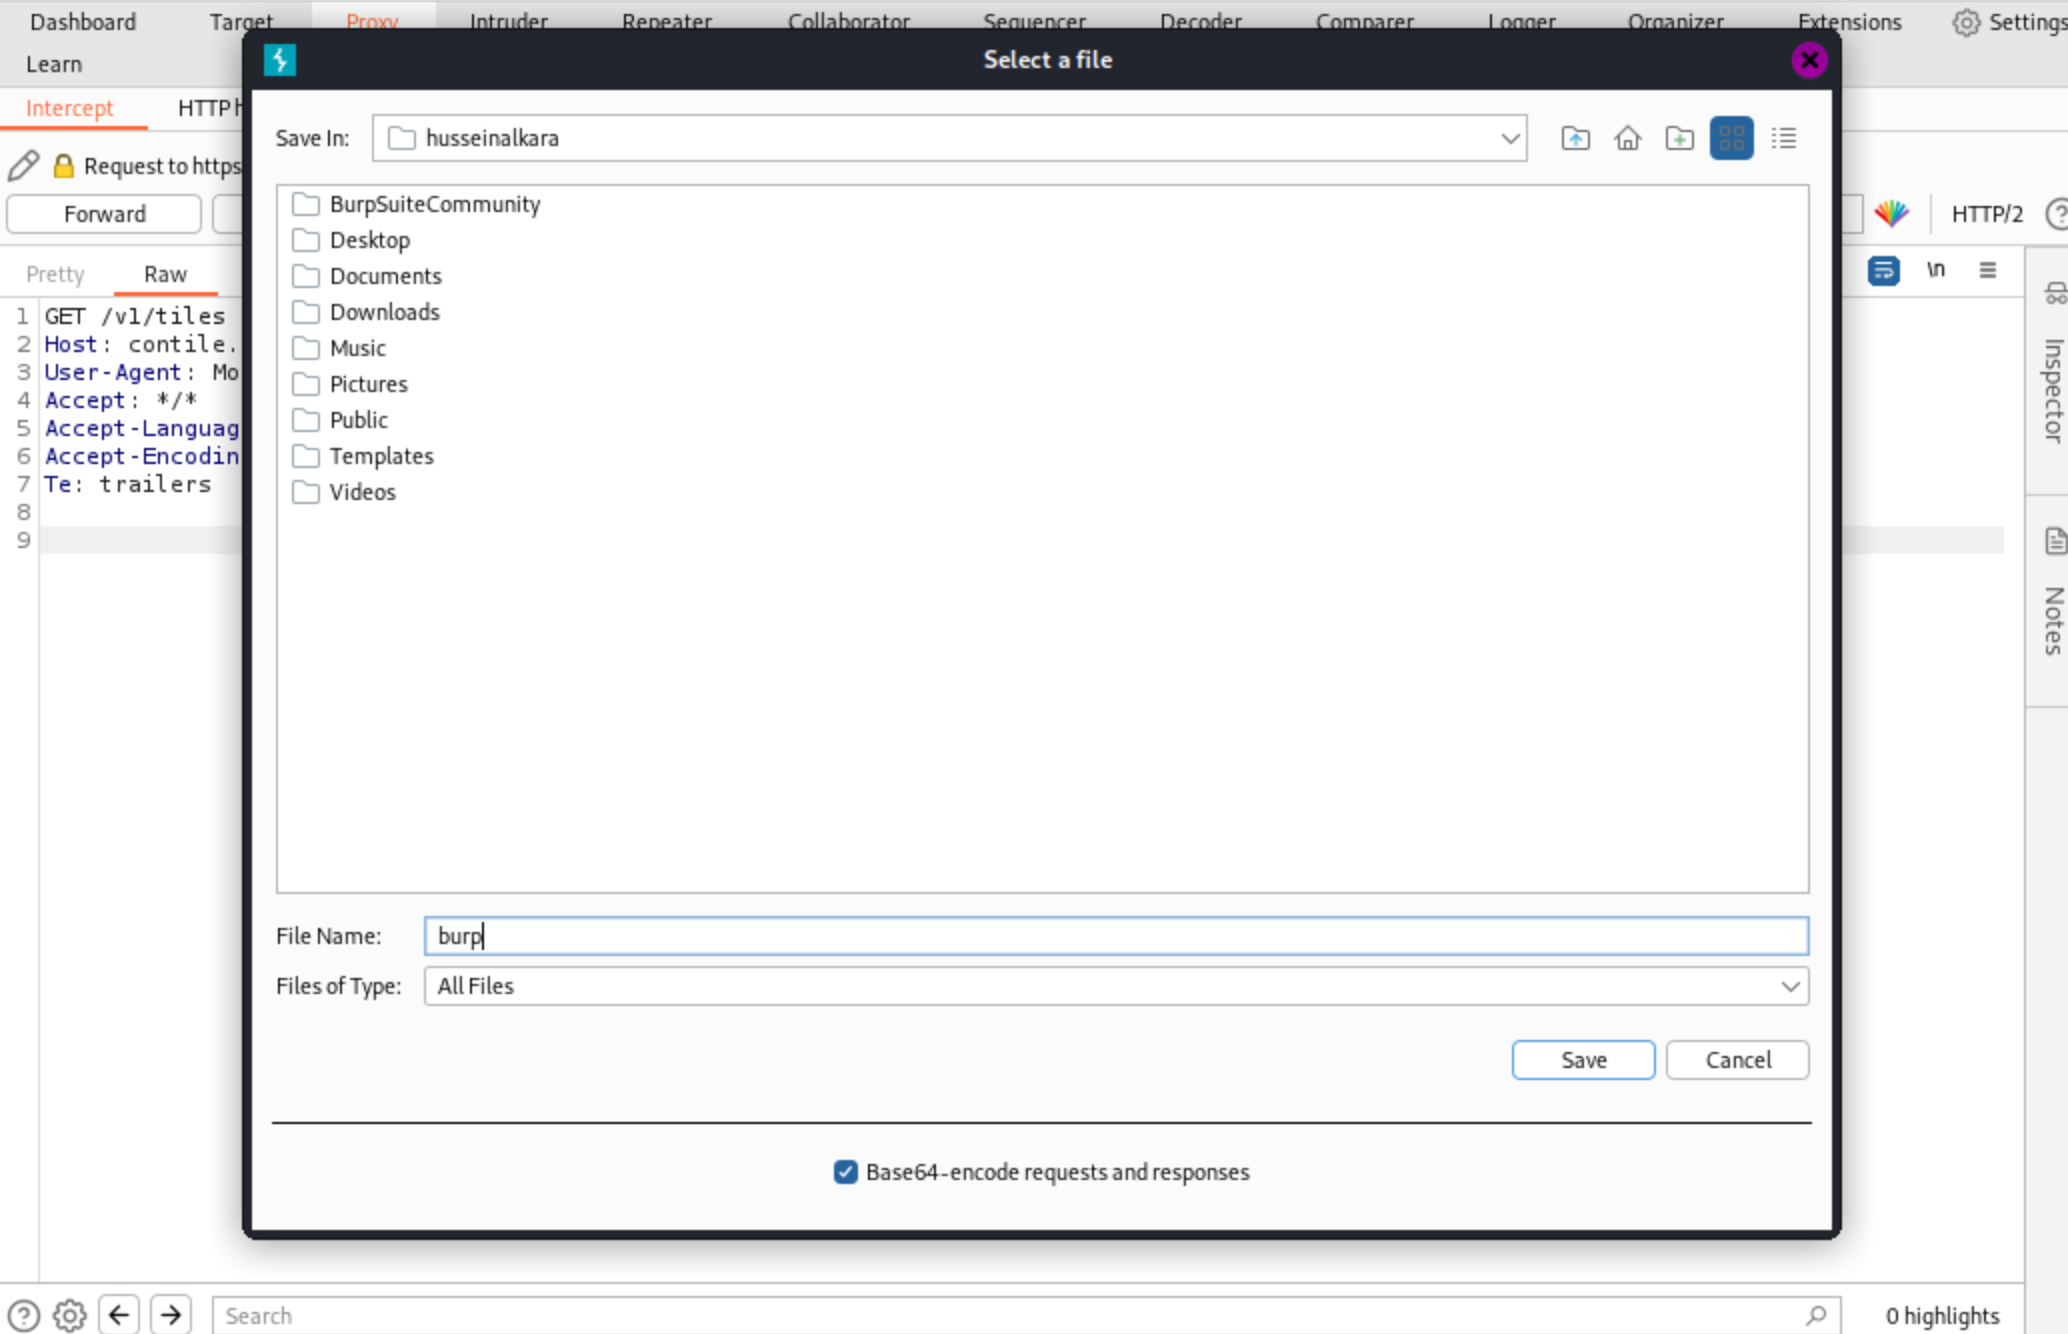 Dashboard Target Proxy Intruder Repeater Collaborator Sequencer Decoder Comparer Logger Organizer Extensions Settings
Learn
Select a file
Intercept HTTP
Save In: husseinalkara
Request to https
Forward
HTTP/2
Pretty Raw
\n
BurpSuiteCommunity
Desktop
Documents
Downloads
Music
Pictures
Public
Templates
Videos
1 GET /v1/tiles
2 Host: contile.
3 User-Agent: Mo
4 Accept: */*
5 Accept-Languag
6 Accept-Encodin
7 Te: trailers
8
9
Inspector
Notes
File Name: burp
Files of Type: All Files
Save Cancel
Base64-encode requests and responses
Search
0 highlights